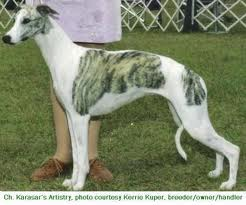 Ch. Karasar's Artistry, photo courtesy Kerrie Kuper, breeder/owner/handler